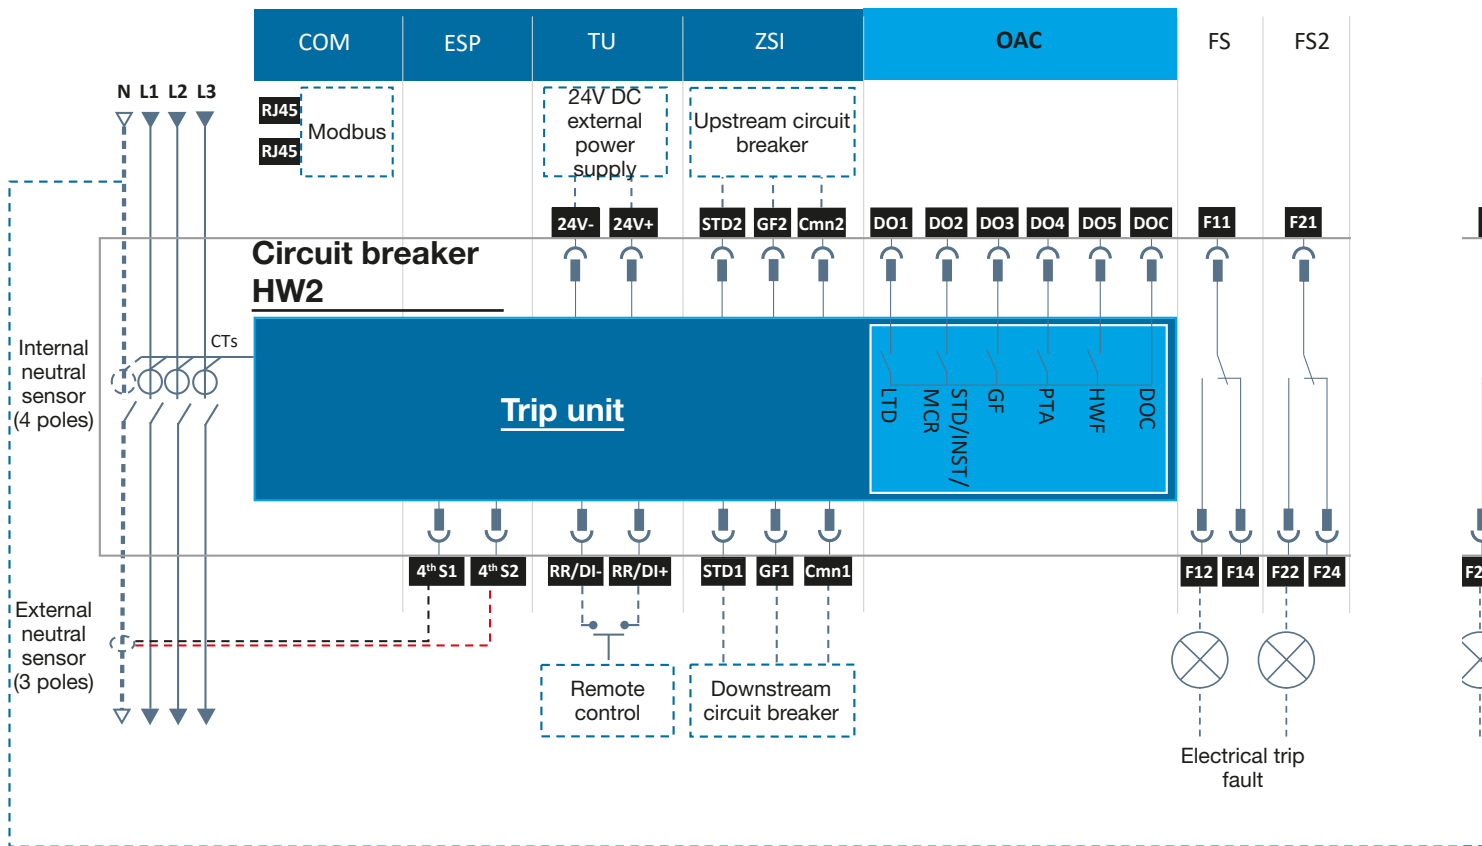 COM ESP TU ZSI OAC FS FS2
N L1 L2 L3
RJ45
RJ45
Modbus
24V DC
external
power
supply
Upstream circuit
breaker
24V- 24V+ STD2 GF2 Cmn2 DO1 DO2 DO3 DO4 DO5 DOC F11 F21
Circuit breaker
HW2
CTs
Internal
neutral
sensor
(4 poles)
Trip unit
LTD
STD/INST/
MCR
GF
PTA
HWF
DOC
4th S1 4th S2 RR/DI- RR/DI+ STD1 GF1 Cmn1 F12 F14 F22 F24
External
neutral
sensor
(3 poles)
Remote
control
Downstream
circuit breaker
Electrical trip
fault